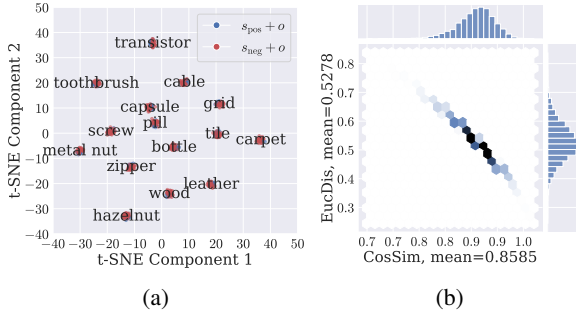 t-SNE Component 2
50
40
30
20
10
0
−10
−20
−30
−40
−40 −30 −20 −10 0 10 20 30 40 50
t-SNE Component 1
s_pos + o
s_neg + o
transistor
toothbrush
cable
capsule
grid
pill
screw
tile
carpet
metal nut
bottle
zipper
leather
wood
hazelnut
(a)
EucDis, mean=0.5278
0.8
0.7
0.6
0.5
0.4
0.3
0.7 0.7 0.8 0.8 0.9 0.9 1.0
CosSim, mean=0.8585
(b)